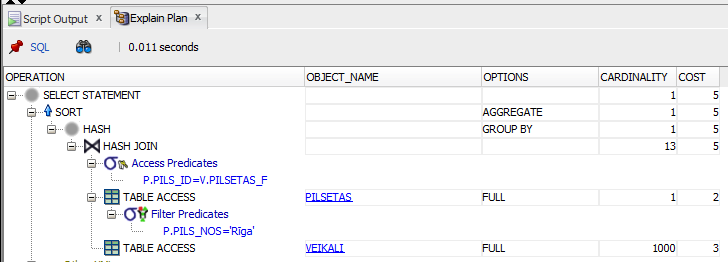 Script Output x Explain Plan x
SQL | 0.011 seconds
OPERATION OBJECT_NAME OPTIONS CARDINALITY COST
SELECT STATEMENT 1 5
SORT AGGREGATE 1 5
HASH GROUP BY 1 5
HASH JOIN 13 5
Access Predicates
P.PILS_ID=V.PILSETAS_F
TABLE ACCESS PILSETAS FULL 1 2
Filter Predicates
P.PILS_NOS='Rīga'
TABLE ACCESS VEIKALI FULL 1000 3